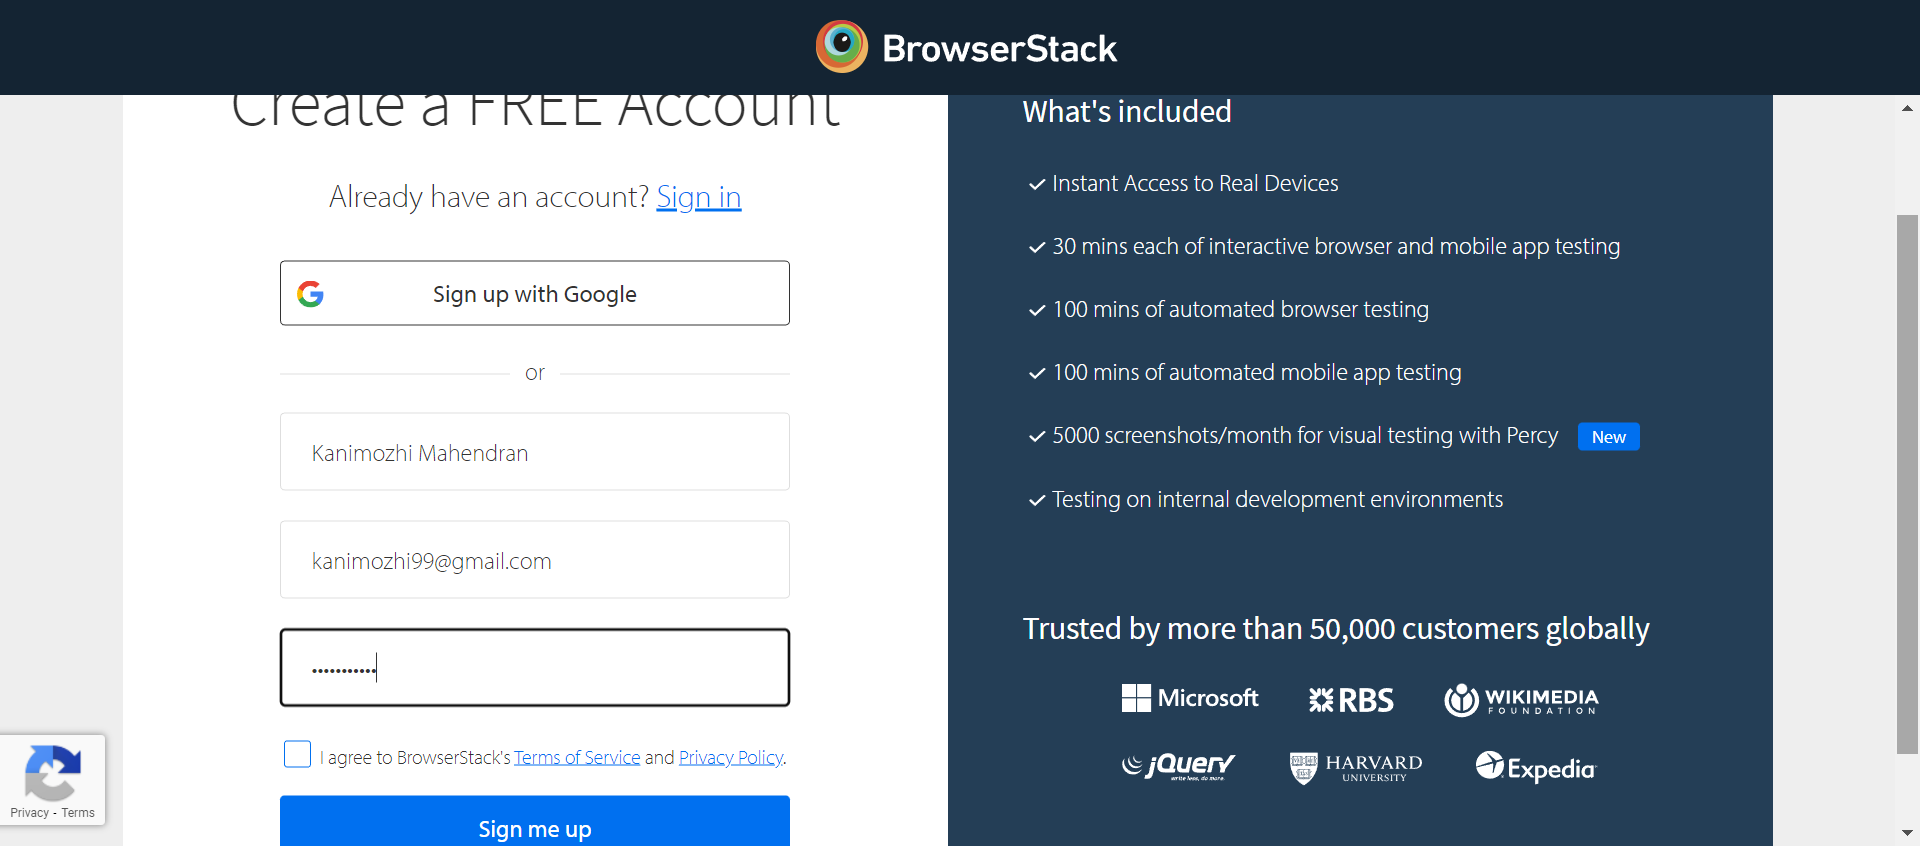 BrowserStack
Create a FREE Account
Already have an account? Sign in
Sign up with Google
or
Kanimozhi Mahendran
kanimozhi99@gmail.com
•••••••••••
I agree to BrowserStack's Terms of Service and Privacy Policy.
Sign me up
Privacy - Terms
What's included
Instant Access to Real Devices
30 mins each of interactive browser and mobile app testing
100 mins of automated browser testing
100 mins of automated mobile app testing
5000 screenshots/month for visual testing with Percy New
Testing on internal development environments
Trusted by more than 50,000 customers globally
Microsoft RBS WIKIMEDIA
FOUNDATION
jQuery HARVARD Expedia
write less, do more. UNIVERSITY